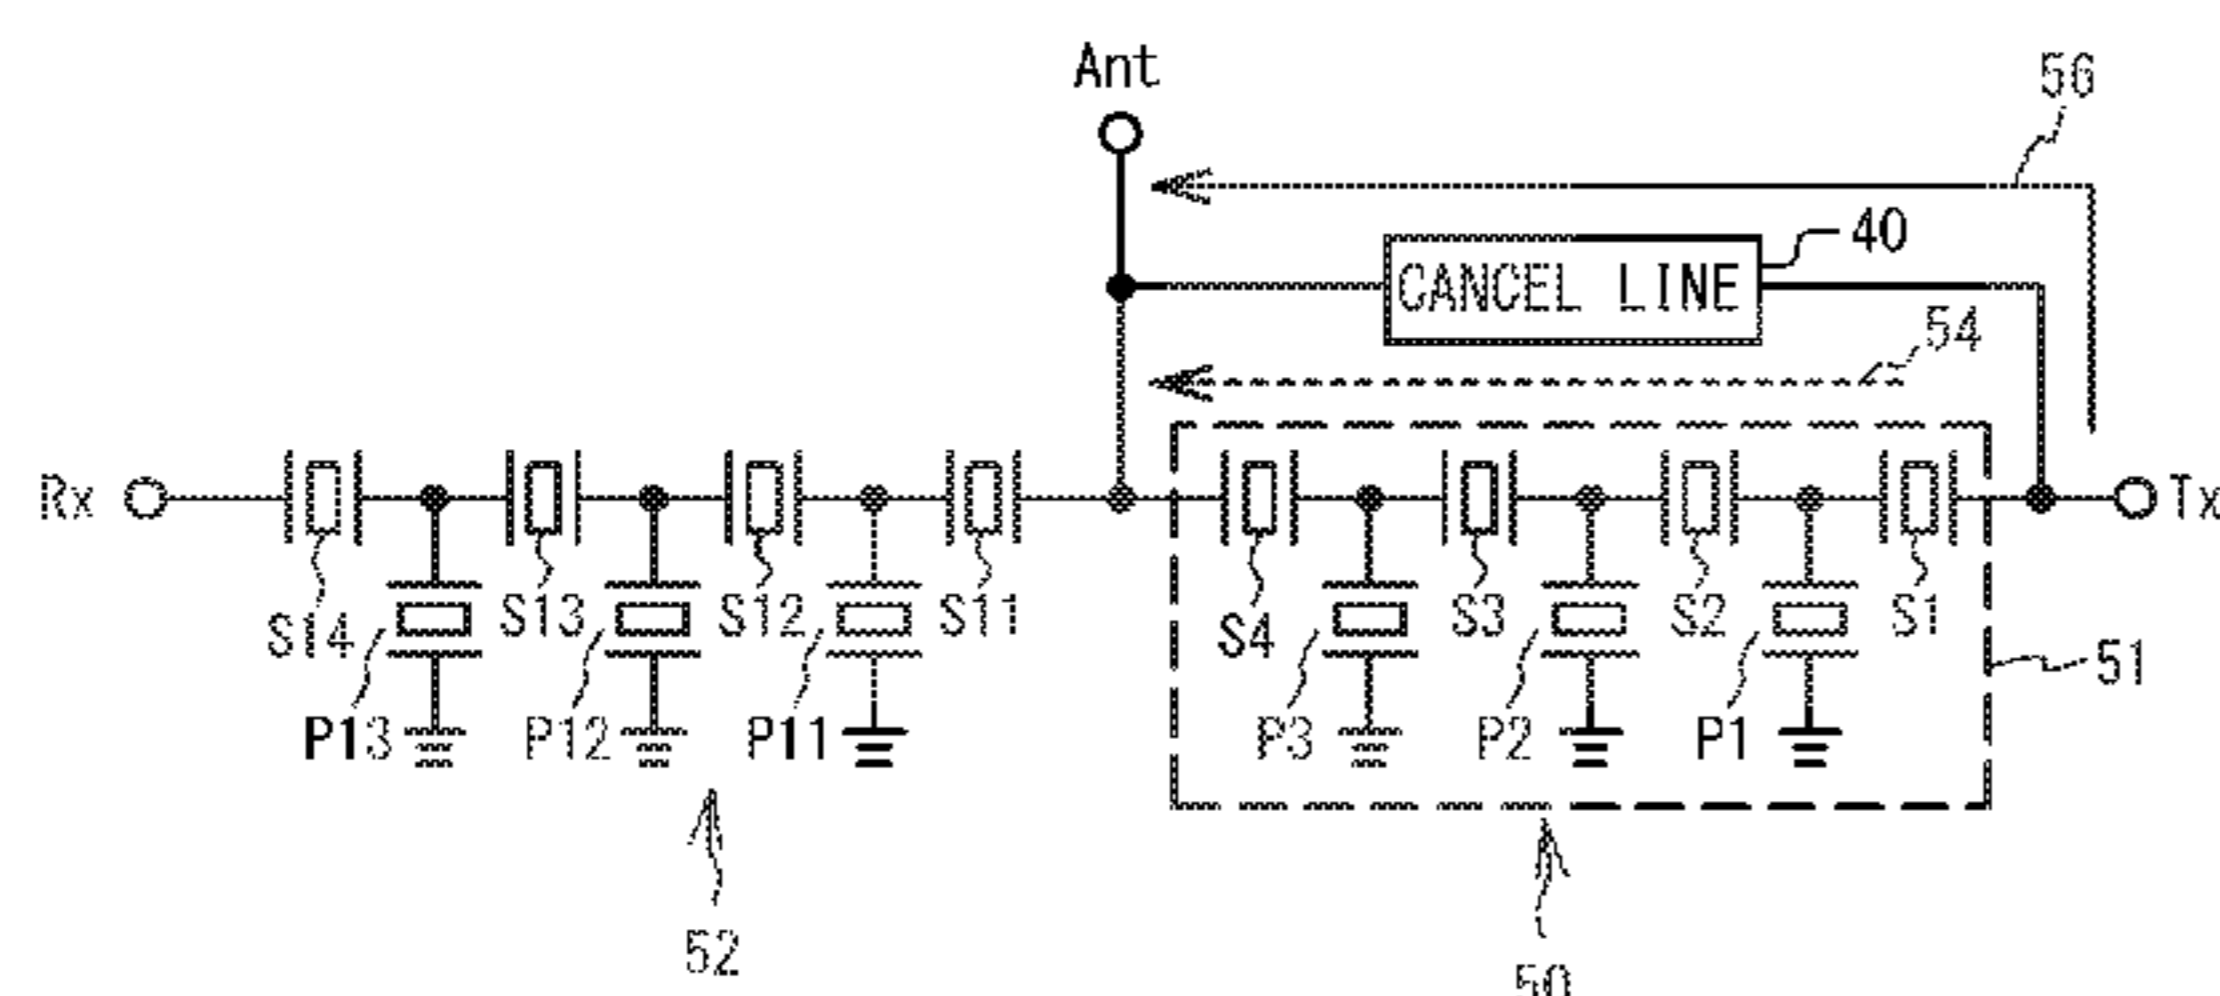 Ant
56
40
CANCEL LINE
54
Rx
Tx
S14
S13
S12
S11
S4
S3
S2
S1
51
P13
P12
P11
P3
P2
P1
52
50